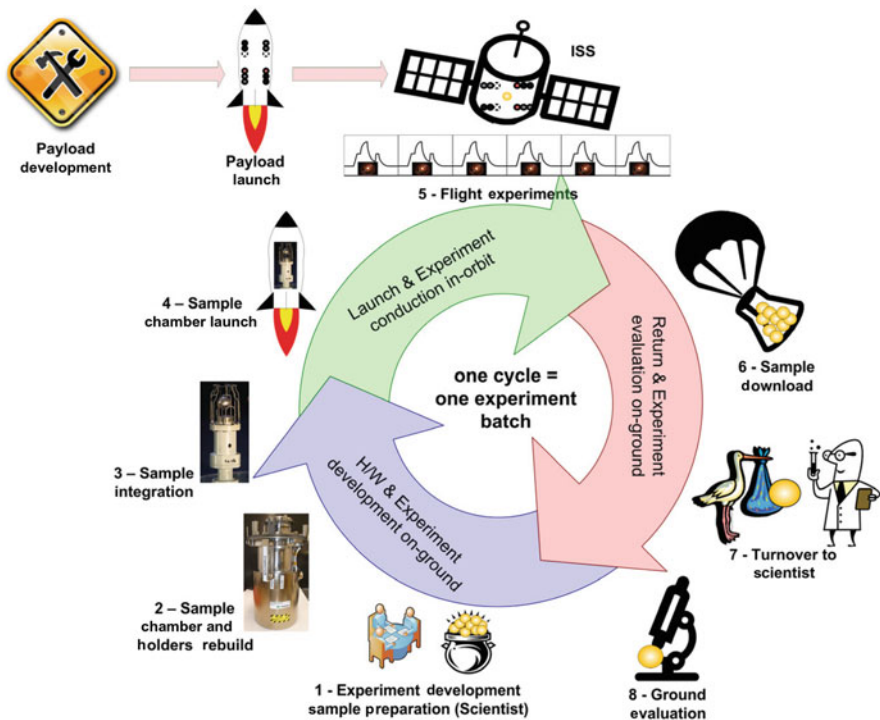 Payload
development
Payload
launch
ISS
5 - Flight experiments
4 – Sample
chamber launch
Launch & Experiment
conduction in-orbit
Return & Experiment
evaluation on-ground
6 - Sample
download
one cycle =
one experiment
batch
3 – Sample
integration
H/W & Experiment
development on-ground
7 - Turnover to
scientist
2 – Sample
chamber and
holders rebuild
1 - Experiment development
sample preparation (Scientist)
8 - Ground
evaluation